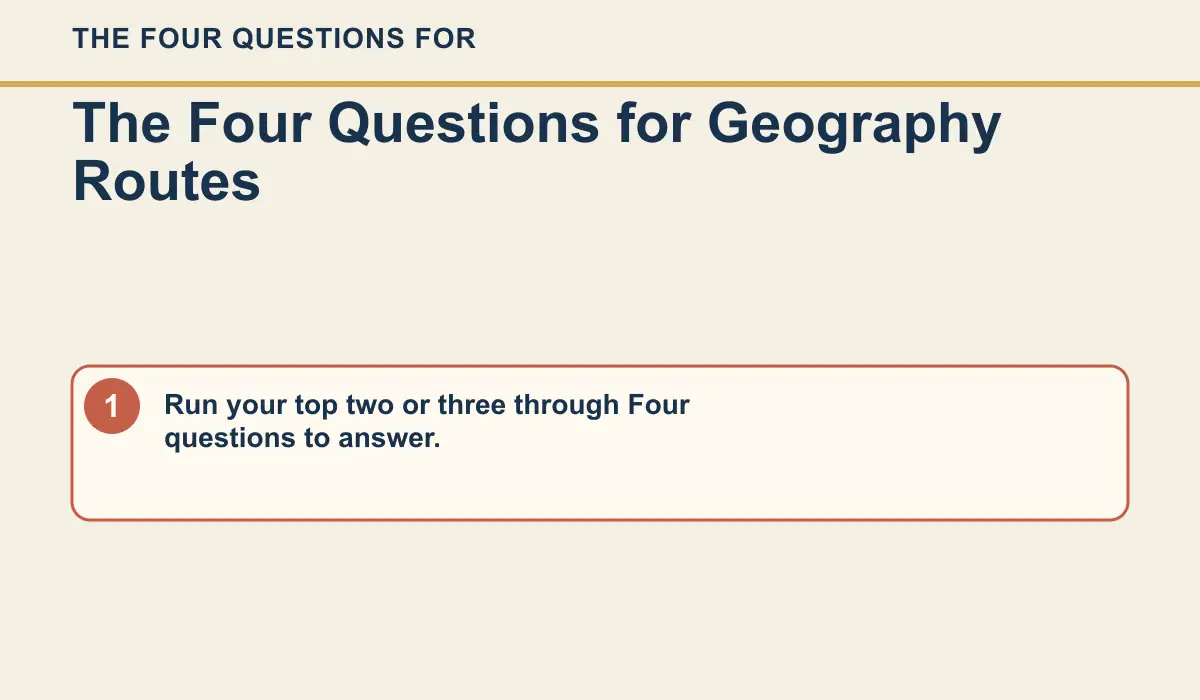 THE FOUR QUESTIONS FOR
The Four Questions for Geography
Routes
1
Run your top two or three through Four
questions to answer.